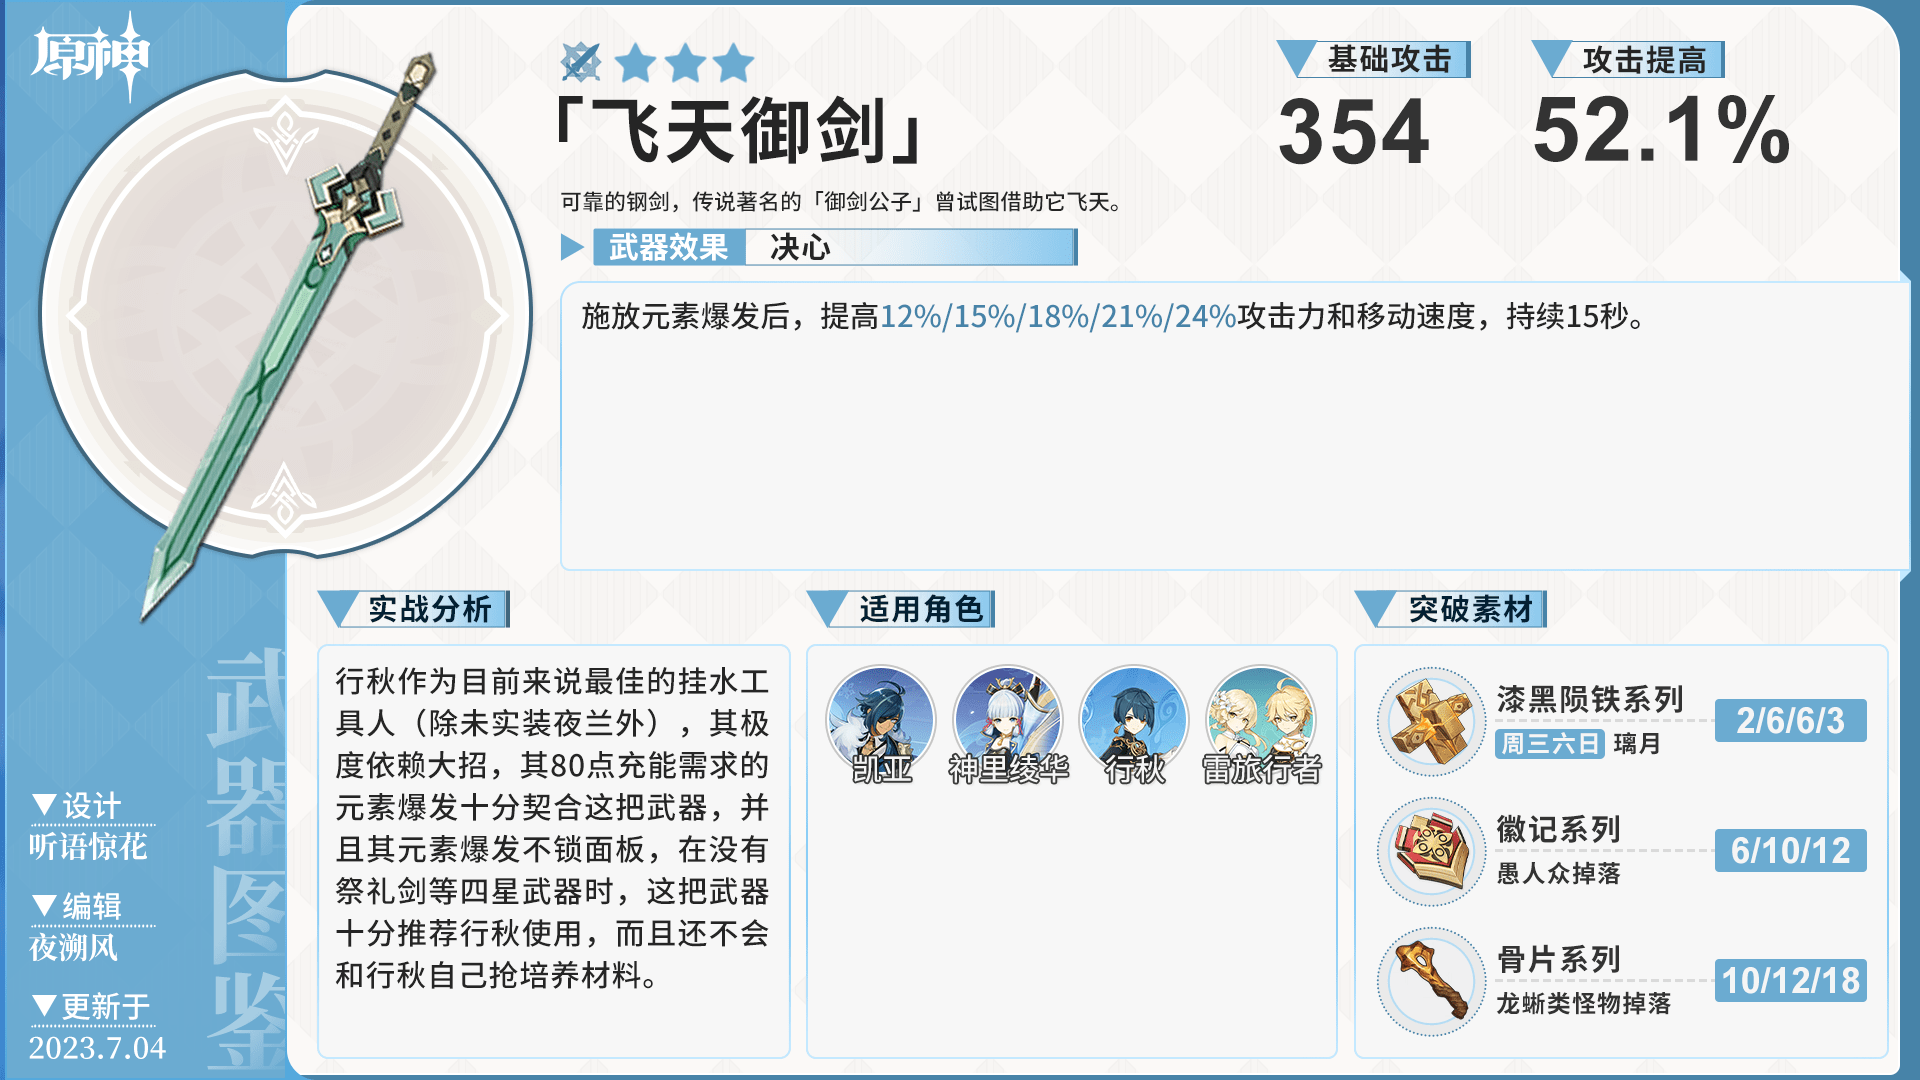 原神
「飞天御剑」
可靠的钢剑，传说著名的「御剑公子」曾试图借助它飞天。
基础攻击
354
攻击提高
52.1%
武器效果 决心
施放元素爆发后，提高12%/15%/18%/21%/24%攻击力和移动速度，持续15秒。
实战分析
行秋作为目前来说最佳的挂水工
具人（除未实装夜兰外），其极
度依赖大招，其80点充能需求的
元素爆发十分契合这把武器，并
且其元素爆发不锁面板，在没有
祭礼剑等四星武器时，这把武器
十分推荐行秋使用，而且还不会
和行秋自己抢培养材料。
适用角色
凯亚
神里绫华
行秋
雷旅行者
突破素材
漆黑陨铁系列
周三六日 璃月
2/6/6/3
徽记系列
愚人众掉落
6/10/12
骨片系列
龙蜥类怪物掉落
10/12/18
武器图鉴
▼设计
听语惊花
▼编辑
夜溯风
▼更新于
2023.7.04